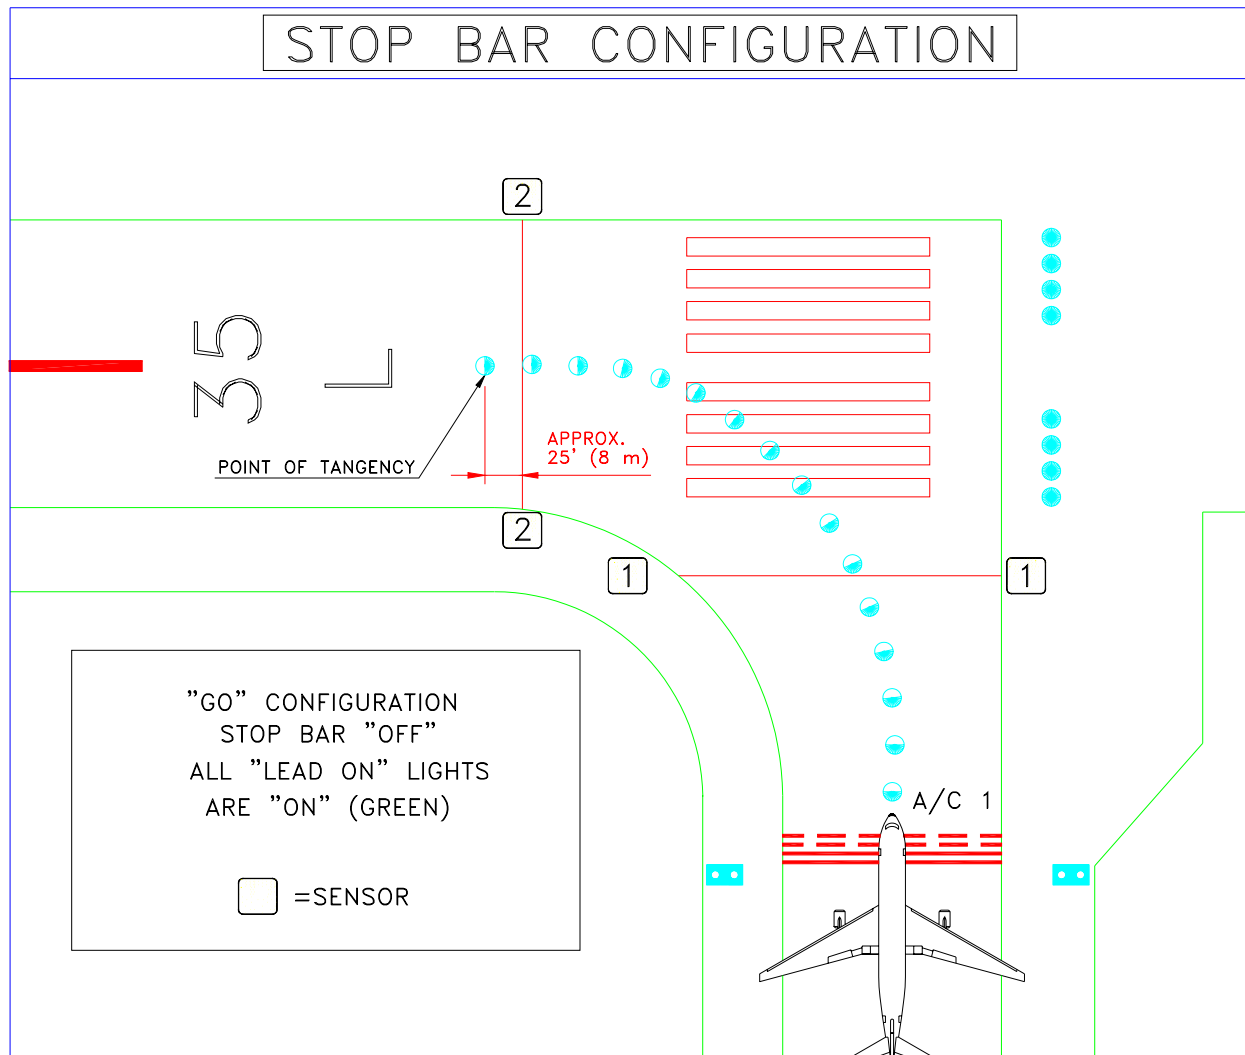 STOP BAR CONFIGURATION
2
35
L
APPROX.
25' (8 m)
POINT OF TANGENCY
2
1
1
"GO" CONFIGURATION
STOP BAR "OFF"
ALL "LEAD ON" LIGHTS
ARE "ON" (GREEN)
A/C 1
=SENSOR